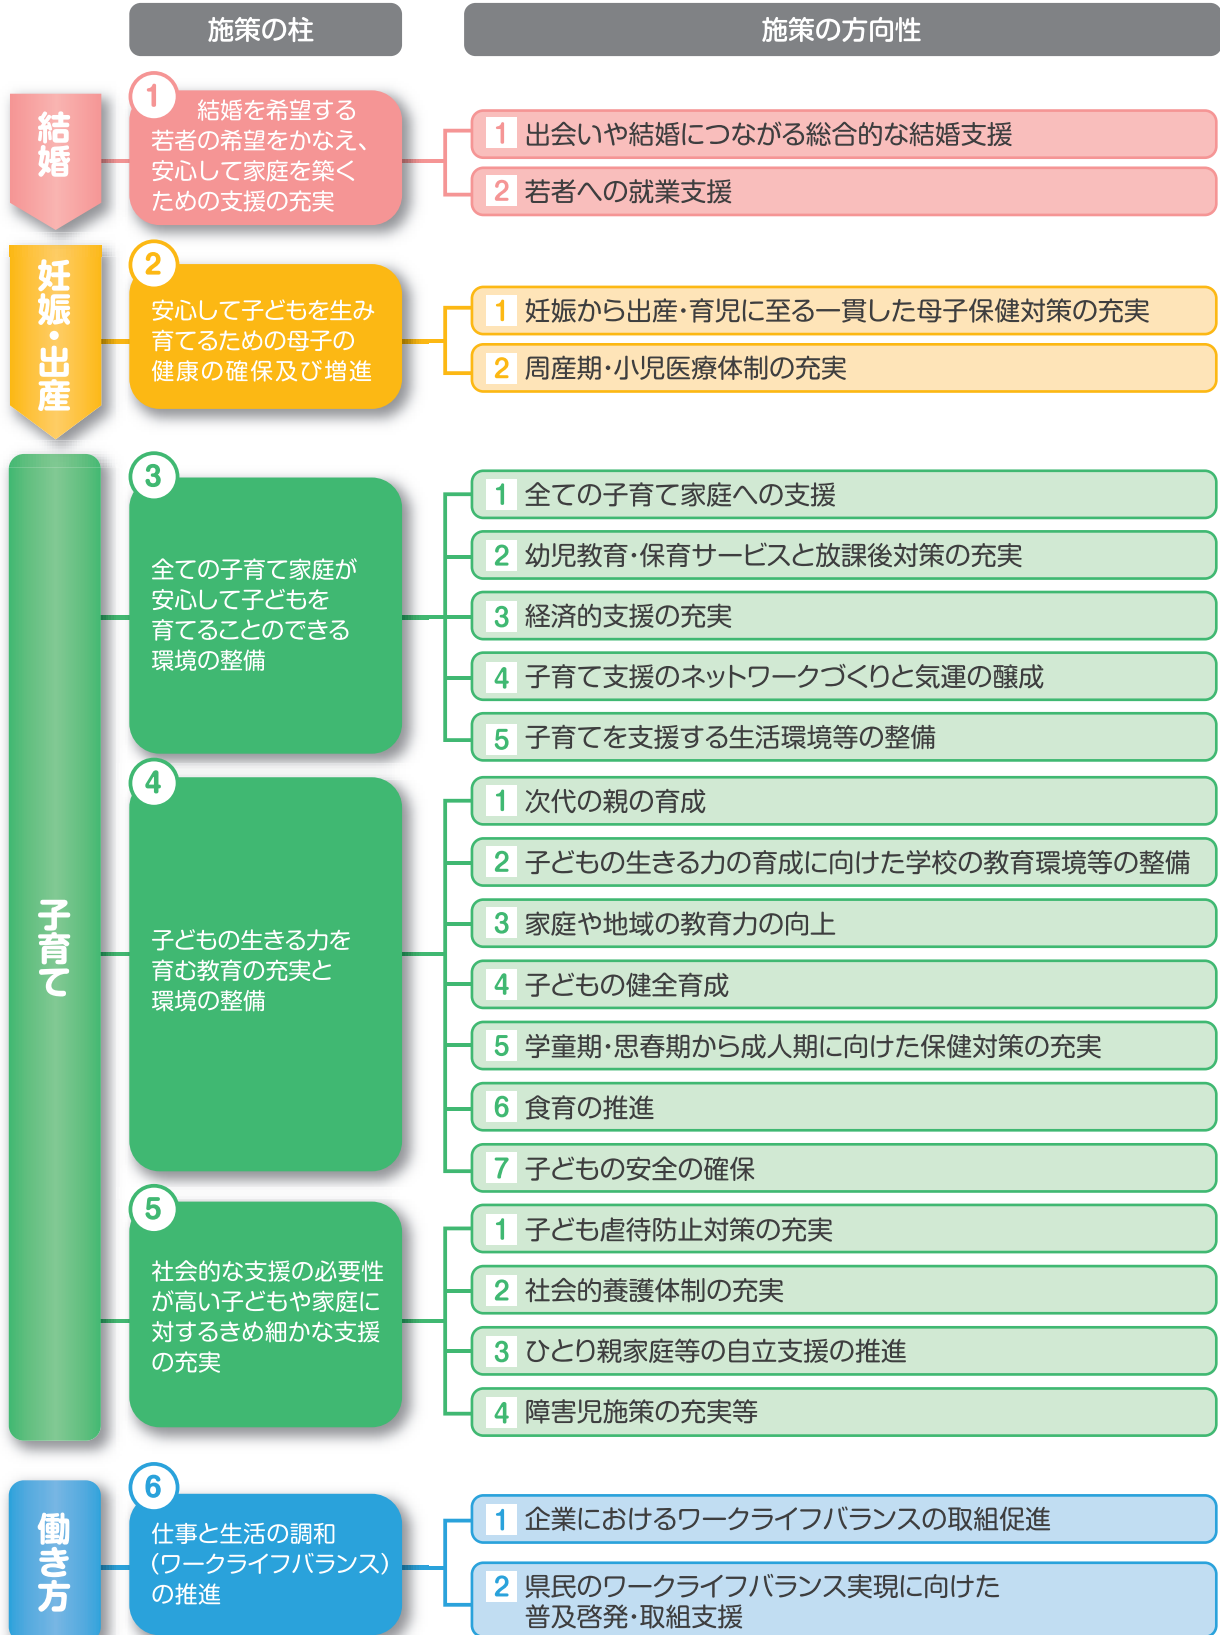 施策の柱
施策の方向性
結婚
1
結婚を希望する
若者の希望をかなえ、
安心して家庭を築く
ための支援の充実
1 出会いや結婚につながる総合的な結婚支援
2 若者への就業支援
妊娠・出産
2
安心して子どもを生み
育てるための母子の
健康の確保及び増進
1 妊娠から出産・育児に至る一貫した母子保健対策の充実
2 周産期・小児医療体制の充実
子育て
3
全ての子育て家庭が
安心して子どもを
育てることのできる
環境の整備
1 全ての子育て家庭への支援
2 幼児教育・保育サービスと放課後対策の充実
3 経済的支援の充実
4 子育て支援のネットワークづくりと気運の醸成
5 子育てを支援する生活環境等の整備
4
子どもの生きる力を
育む教育の充実と
環境の整備
1 次代の親の育成
2 子どもの生きる力の育成に向けた学校の教育環境等の整備
3 家庭や地域の教育力の向上
4 子どもの健全育成
5 学童期・思春期から成人期に向けた保健対策の充実
6 食育の推進
7 子どもの安全の確保
5
社会的な支援の必要性
が高い子どもや家庭に
対するきめ細かな支援
の充実
1 子ども虐待防止対策の充実
2 社会的養護体制の充実
3 ひとり親家庭等の自立支援の推進
4 障害児施策の充実等
働き方
6
仕事と生活の調和
（ワークライフバランス）
の推進
1 企業におけるワークライフバランスの取組促進
2 県民のワークライフバランス実現に向けた
普及啓発・取組支援